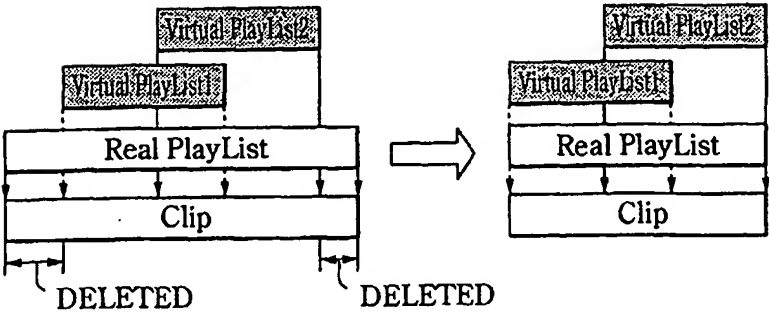 Virtual PlayList2
Virtual PlayList1
Real PlayList
Clip
DELETED
DELETED
Virtual PlayList2
Virtual PlayList1
Real PlayList
Clip